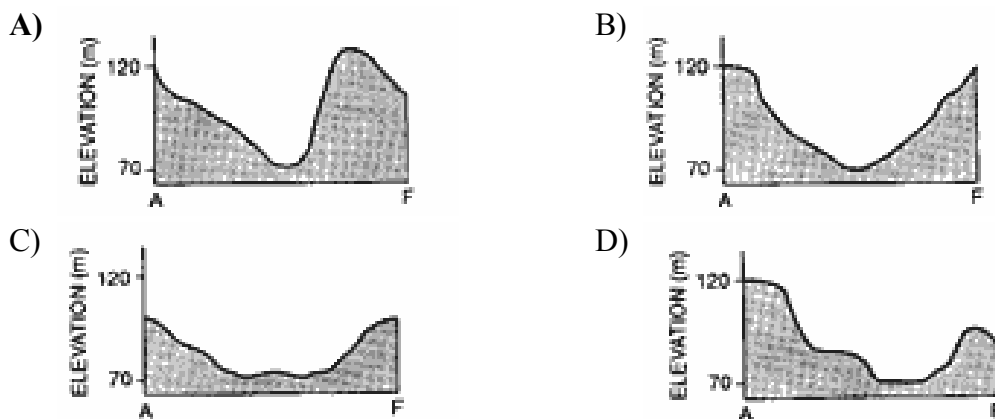 A)
ELEVATION (m)
120
70
A F
B)
ELEVATION (m)
120
70
A F
C)
ELEVATION (m)
120
70
A F
D)
ELEVATION (m)
120
70
A